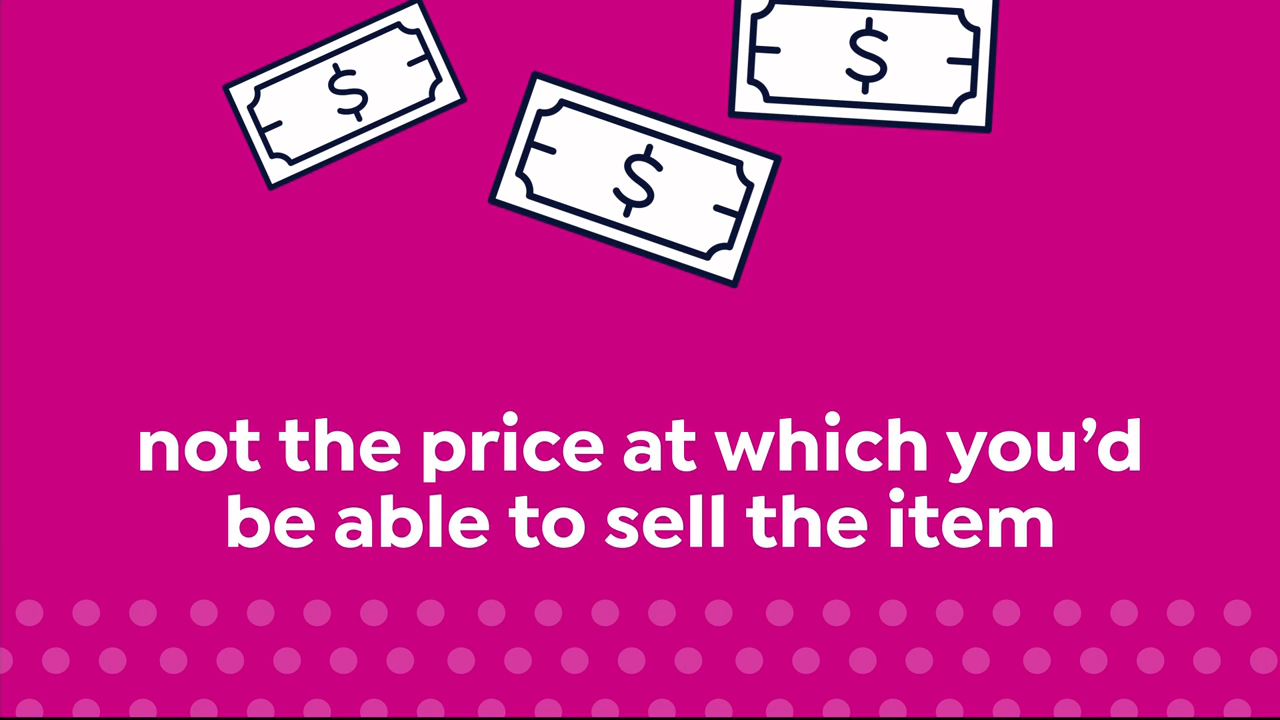 $
$
$
not the price at which you’d
be able to sell the item